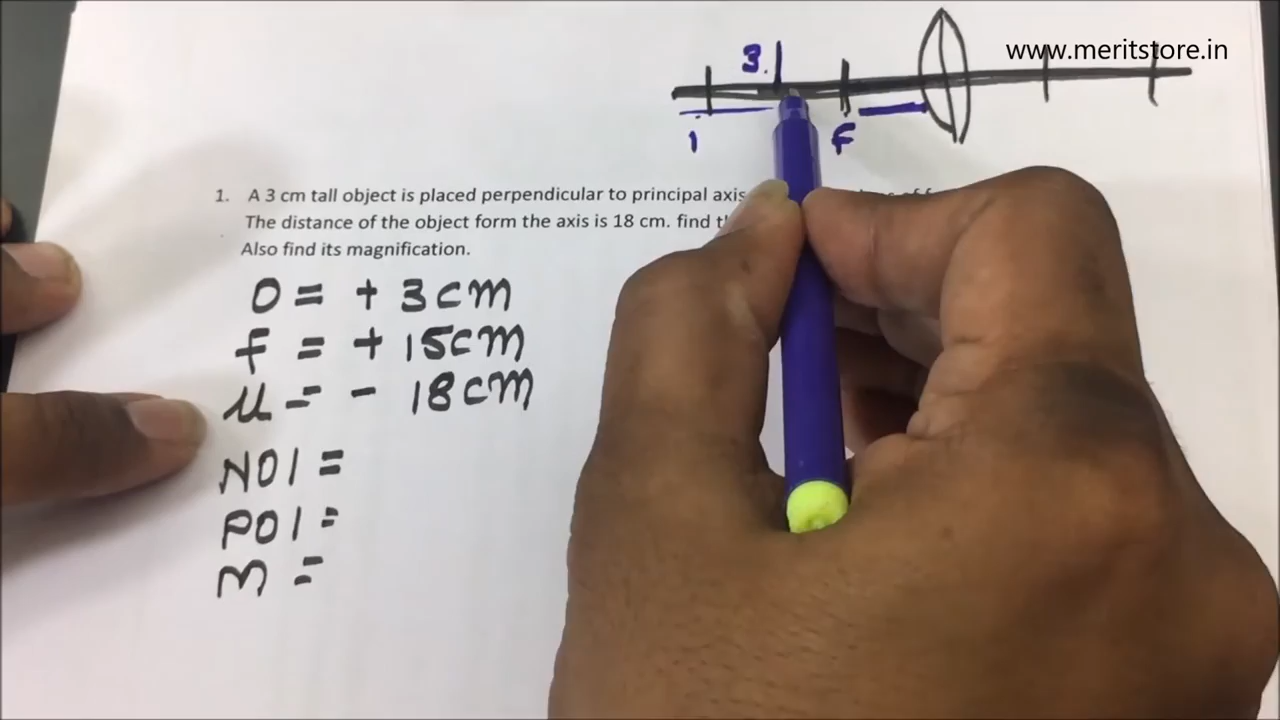 www.meritstore.in
3.
1 F
1. A 3 cm tall object is placed perpendicular to principal axis
The distance of the object form the axis is 18 cm. find
Also find its magnification.
O = + 3cm
f = + 15cm
u = - 18cm
NOI =
POI =
M =